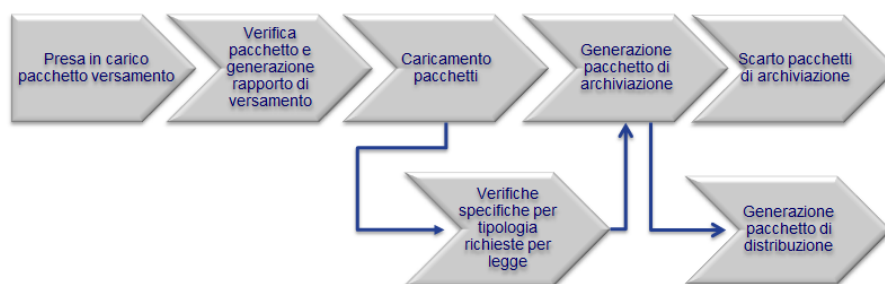 Presa in carico
pacchetto versamento
Verifica
pacchetto e
generazione
rapporto di
versamento
Caricamento
pacchetti
Generazione
pacchetto di
archiviazione
Scarto pacchetti
di archiviazione
Verifiche
specifiche per
tipologia
richieste per
legge
Generazione
pacchetto di
distribuzione